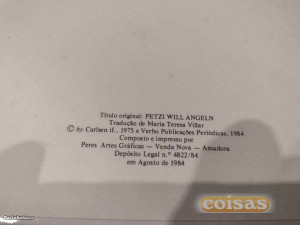 Título original: PETZI WILL ANGELN
Tradução de Maria Teresa Villar
© by Carlsen if., 1975 e Verbo Publicações Periódicas, 1984
Composto e impresso por
Peres Artes Gráficas — Venda Nova — Amadora
Depósito Legal n.º 4822/84
em Agosto de 1984
coisas